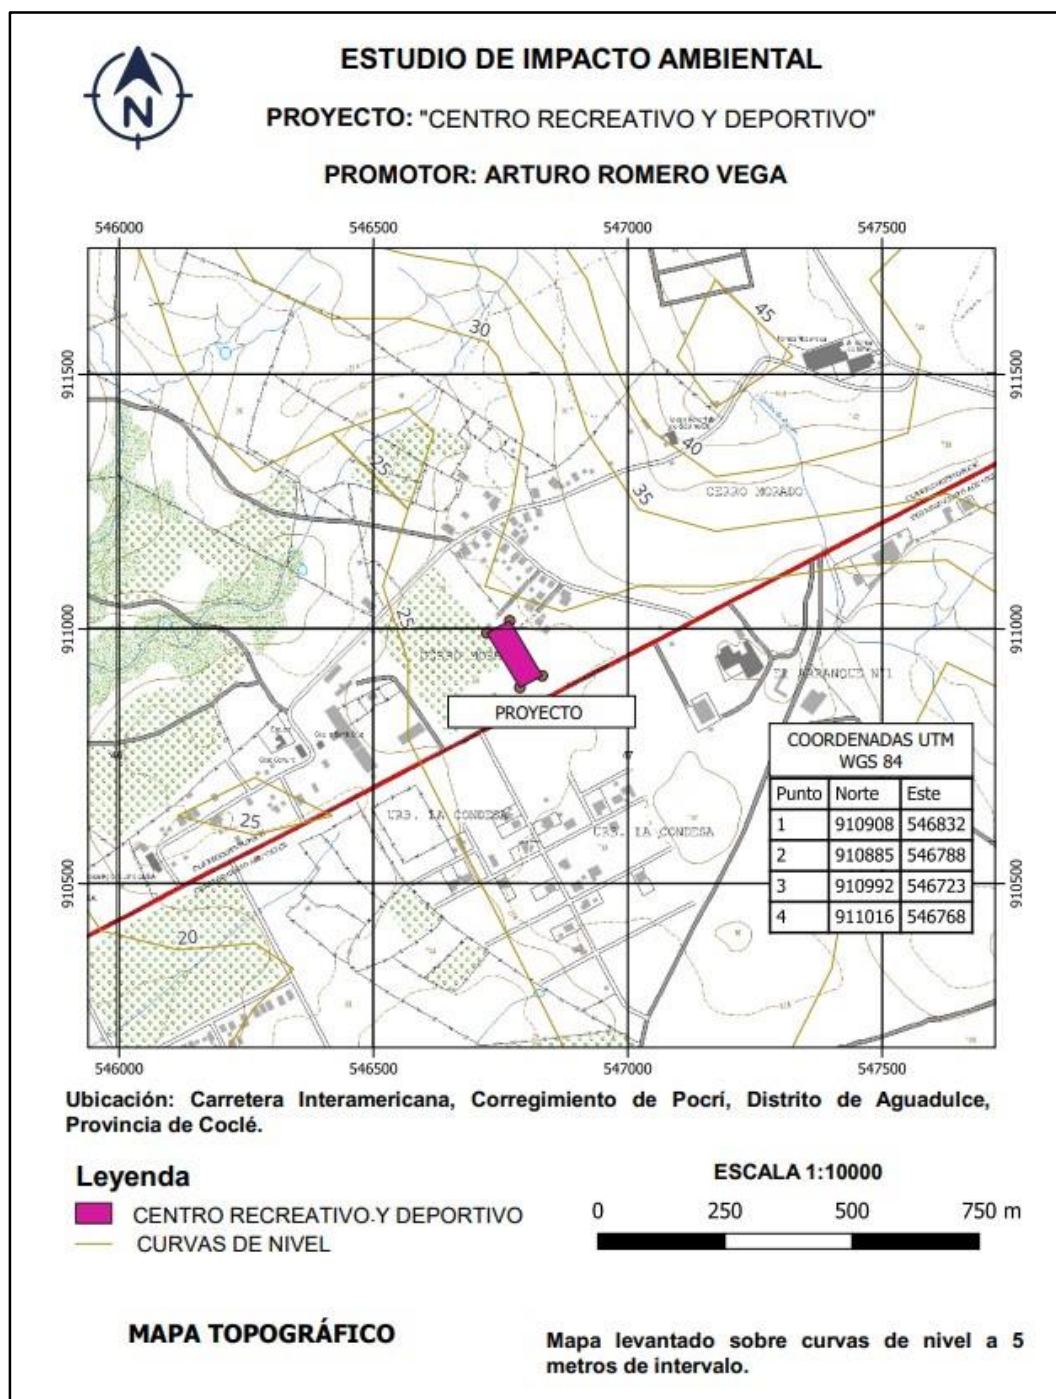 N
ESTUDIO DE IMPACTO AMBIENTAL
PROYECTO: "CENTRO RECREATIVO Y DEPORTIVO"
PROMOTOR: ARTURO ROMERO VEGA
546000 546500 547000 547500
45
30
911500 911500
40
25
35
CERRO MORADO
25
911000 911000
CERRO
EL ARRANQUE Nº1
PROYECTO
COORDENADAS UTM
WGS 84
Punto Norte Este
1 910908 546832
2 910885 546788
3 910992 546723
4 911016 546768
URB. LA CONDESA
25
URB. LA CONDESA
910500 910500
20
546000 546500 547000 547500
Ubicación: Carretera Interamericana, Corregimiento de Pocrí, Distrito de Aguadulce,
Provincia de Coclé.
Leyenda
CENTRO RECREATIVO.Y DEPORTIVO
CURVAS DE NIVEL
ESCALA 1:10000
0 250 500 750 m
MAPA TOPOGRÁFICO
Mapa levantado sobre curvas de nivel a 5
metros de intervalo.